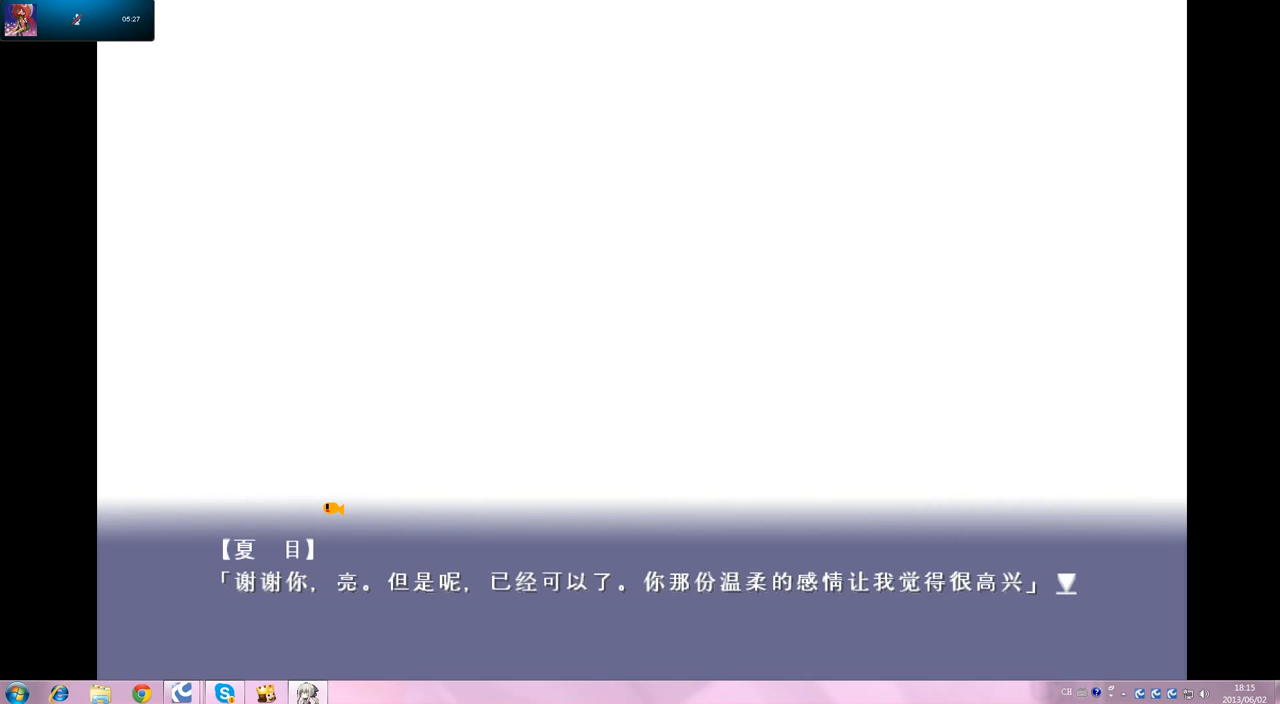 05:27
【夏　目】
「谢谢你，亮。但是呢，已经可以了。你那份温柔的感情让我觉得很高兴」
CH
18:15
2013/06/02